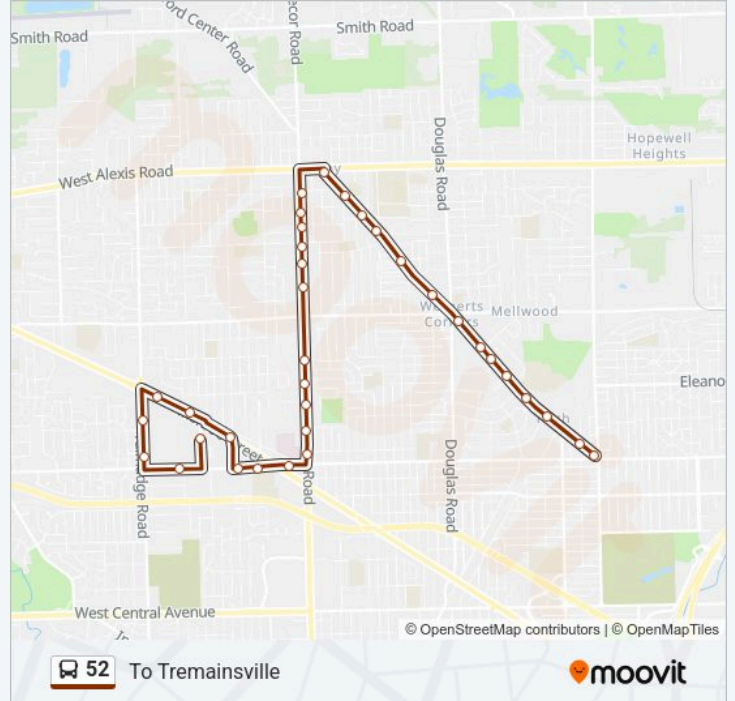 Smith Road
Smith Road
West Alexis Road
Douglas Road
Hopewell
Heights
Mellwood
Eleano
Road
Douglas Road
West Central Avenue
© OpenStreetMap contributors | © OpenMapTiles
52
To Tremainsville
moovit